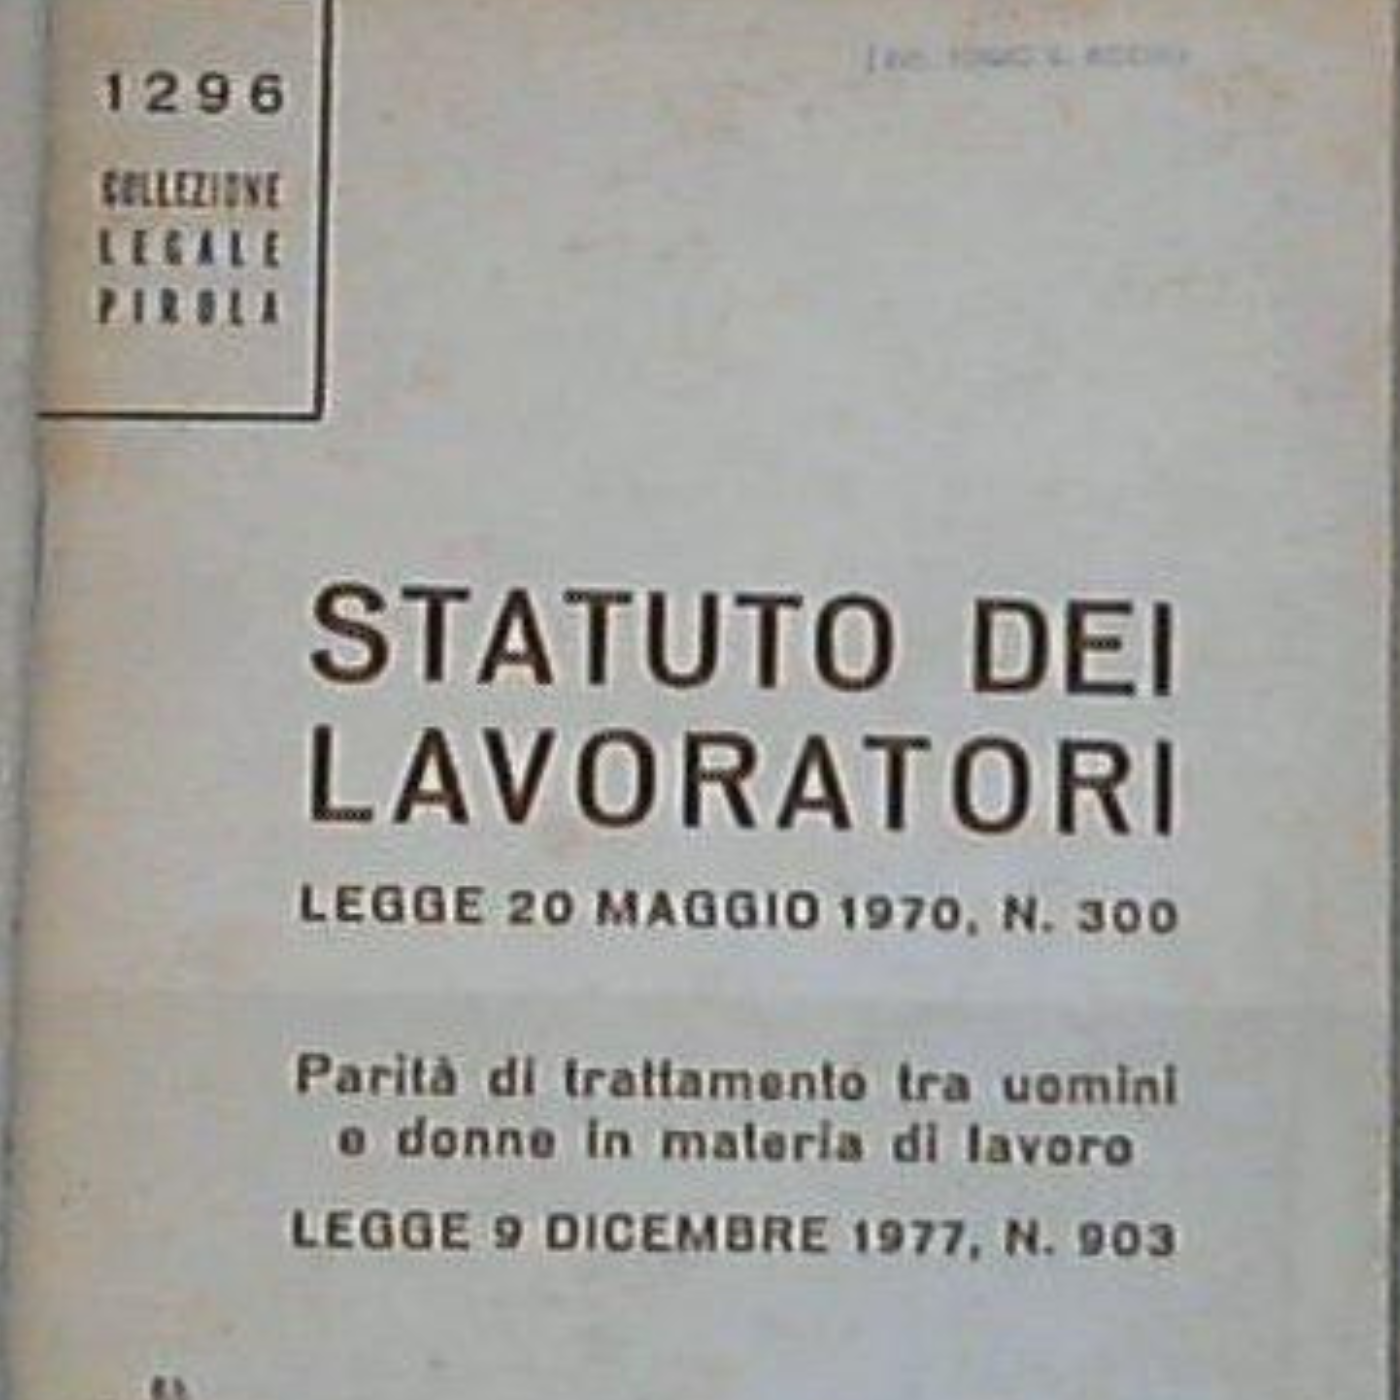 1296
COLLEZIONE
LEGALE
PIROLA
STATUTO DEI
LAVORATORI
LEGGE 20 MAGGIO 1970, N. 300
Parità di trattamento tra uomini
e donne in materia di lavoro
LEGGE 9 DICEMBRE 1977, N. 903